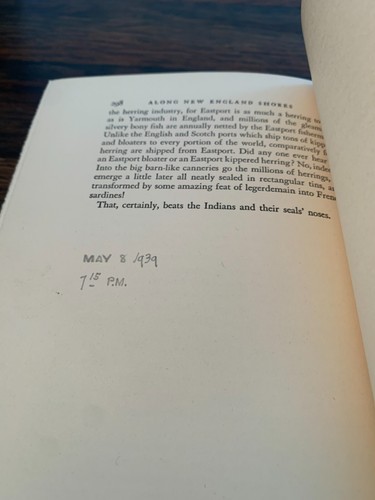 298 ALONG NEW ENGLAND SHORES
the herring industry, for Eastport is as much a herring
as is Yarmouth in England, and millions of the
silvery bony fish are annually netted by the Eastport
Unlike the English and Scotch ports which ship tons of
and bloaters to every portion of the world, comparatively
herring are shipped from Eastport. Did any one ever hear
an Eastport bloater or an Eastport kippered herring? No,
Into the big barn-like canneries go the millions of herrings,
emerge a little later all neatly sealed in rectangular tins,
transformed by some amazing feat of legerdemain into
sardines!
That, certainly, beats the Indians and their seals' noses.
MAY 8 1939
7 15 P.M.